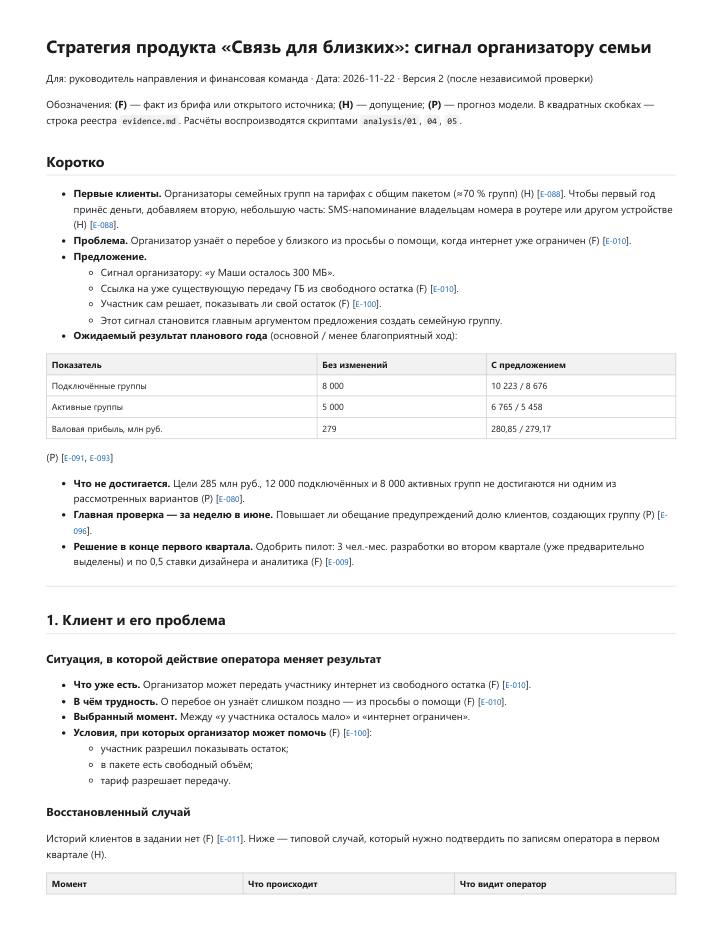 Стратегия продукта «Связь для близких»: сигнал организатору семьи
Для: руководитель направления и финансовая команда · Дата: 2026-11-22 · Версия 2 (после независимой проверки)
Обозначения: (F) — факт из брифа или открытого источника; (H) — допущение; (P) — прогноз модели. В квадратных скобках —
строка реестра evidence.md. Расчёты воспроизводятся скриптами analysis/01, 04, 05.
Коротко
• Первые клиенты. Организаторы семейных групп на тарифах с общим пакетом (≈70 % групп) (H) [E-088]. Чтобы первый год
принёс деньги, добавляем вторую, небольшую часть: SMS-напоминание владельцам номера в роутере или другом устройстве
(H) [E-088].
• Проблема. Организатор узнаёт о перебое у близкого из просьбы о помощи, когда интернет уже ограничен (F) [E-010].
• Предложение.
◦ Сигнал организатору: «у Маши осталось 300 МБ».
◦ Ссылка на уже существующую передачу ГБ из свободного остатка (F) [E-010].
◦ Участник сам решает, показывать ли свой остаток (F) [E-100].
◦ Этот сигнал становится главным аргументом предложения создать семейную группу.
• Ожидаемый результат планового года (основной / менее благоприятный ход):
Показатель Без изменений С предложением
Подключённые группы 8 000 10 223 / 8 676
Активные группы 5 000 6 765 / 5 458
Валовая прибыль, млн руб. 279 280,85 / 279,17
(P) [E-091, E-093]
• Что не достигается. Цели 285 млн руб., 12 000 подключённых и 8 000 активных групп не достигаются ни одним из
рассмотренных вариантов (P) [E-080].
• Главная проверка — за неделю в июне. Повышает ли обещание предупреждений долю клиентов, создающих группу (P) [E-
096].
• Решение в конце первого квартала. Одобрить пилот: 3 чел.-мес. разработки во втором квартале (уже предварительно
выделены) и по 0,5 ставки дизайнера и аналитика (F) [E-009].
1. Клиент и его проблема
Ситуация, в которой действие оператора меняет результат
• Что уже есть. Организатор может передать участнику интернет из свободного остатка (F) [E-010].
• В чём трудность. О перебое он узнаёт слишком поздно — из просьбы о помощи (F) [E-010].
• Выбранный момент. Между «у участника осталось мало» и «интернет ограничен».
• Условия, при которых организатор может помочь (F) [E-100]:
◦ участник разрешил показывать остаток;
◦ в пакете есть свободный объём;
◦ тариф разрешает передачу.
Восстановленный случай
Историй клиентов в задании нет (F) [E-011]. Ниже — типовой случай, который нужно подтвердить по записям оператора в первом
квартале (H).
Момент Что происходит Что видит оператор